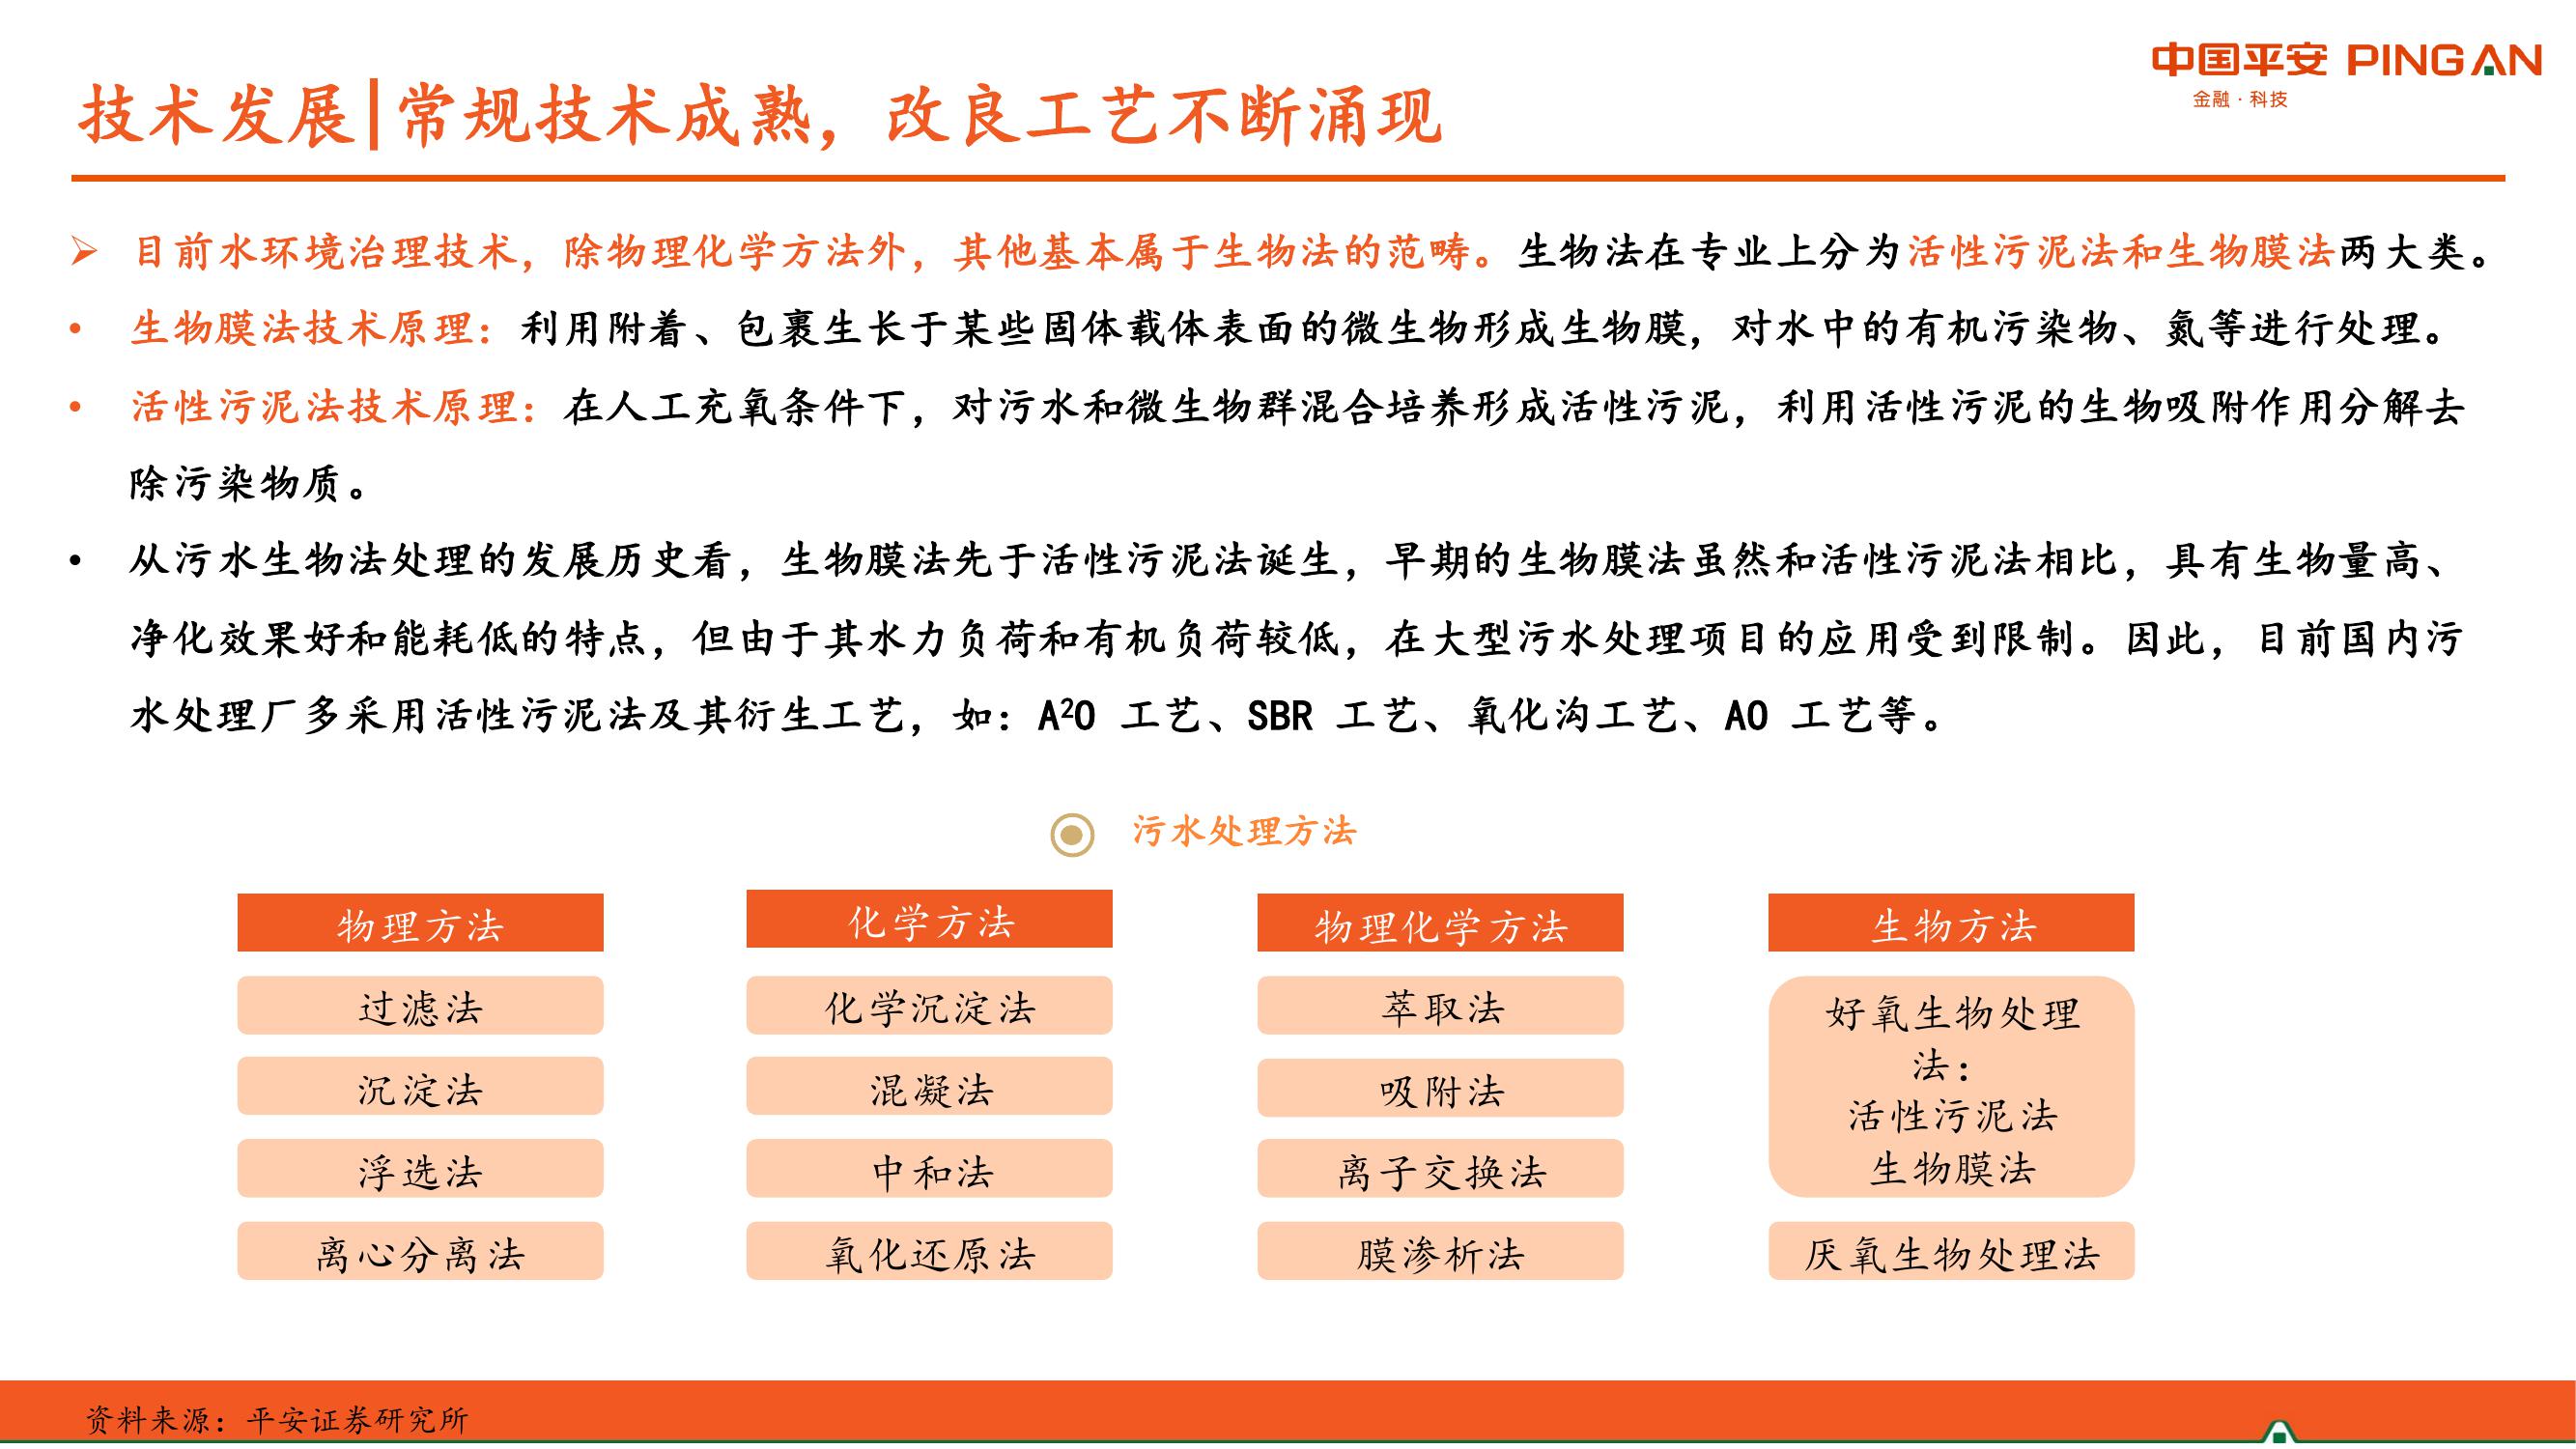 中国平安 PINGAN
金融·科技
技术发展|常规技术成熟，改良工艺不断涌现
➢ 目前水环境治理技术，除物理化学方法外，其他基本属于生物法的范畴。生物法在专业上分为活性污泥法和生物膜法两大类。
• 生物膜法技术原理：利用附着、包裹生长于某些固体载体表面的微生物形成生物膜，对水中的有机污染物、氮等进行处理。
• 活性污泥法技术原理：在人工充氧条件下，对污水和微生物群混合培养形成活性污泥，利用活性污泥的生物吸附作用分解去
除污染物质。
• 从污水生物法处理的发展历史看，生物膜法先于活性污泥法诞生，早期的生物膜法虽然和活性污泥法相比，具有生物量高、
净化效果好和能耗低的特点，但由于其水力负荷和有机负荷较低，在大型污水处理项目的应用受到限制。因此，目前国内污
水处理厂多采用活性污泥法及其衍生工艺，如：A²O 工艺、SBR 工艺、氧化沟工艺、AO 工艺等。
污水处理方法
物理方法
过滤法
沉淀法
浮选法
离心分离法
化学方法
化学沉淀法
混凝法
中和法
氧化还原法
物理化学方法
萃取法
吸附法
离子交换法
膜渗析法
生物方法
好氧生物处理
法：
活性污泥法
生物膜法
厌氧生物处理法
资料来源：平安证券研究所